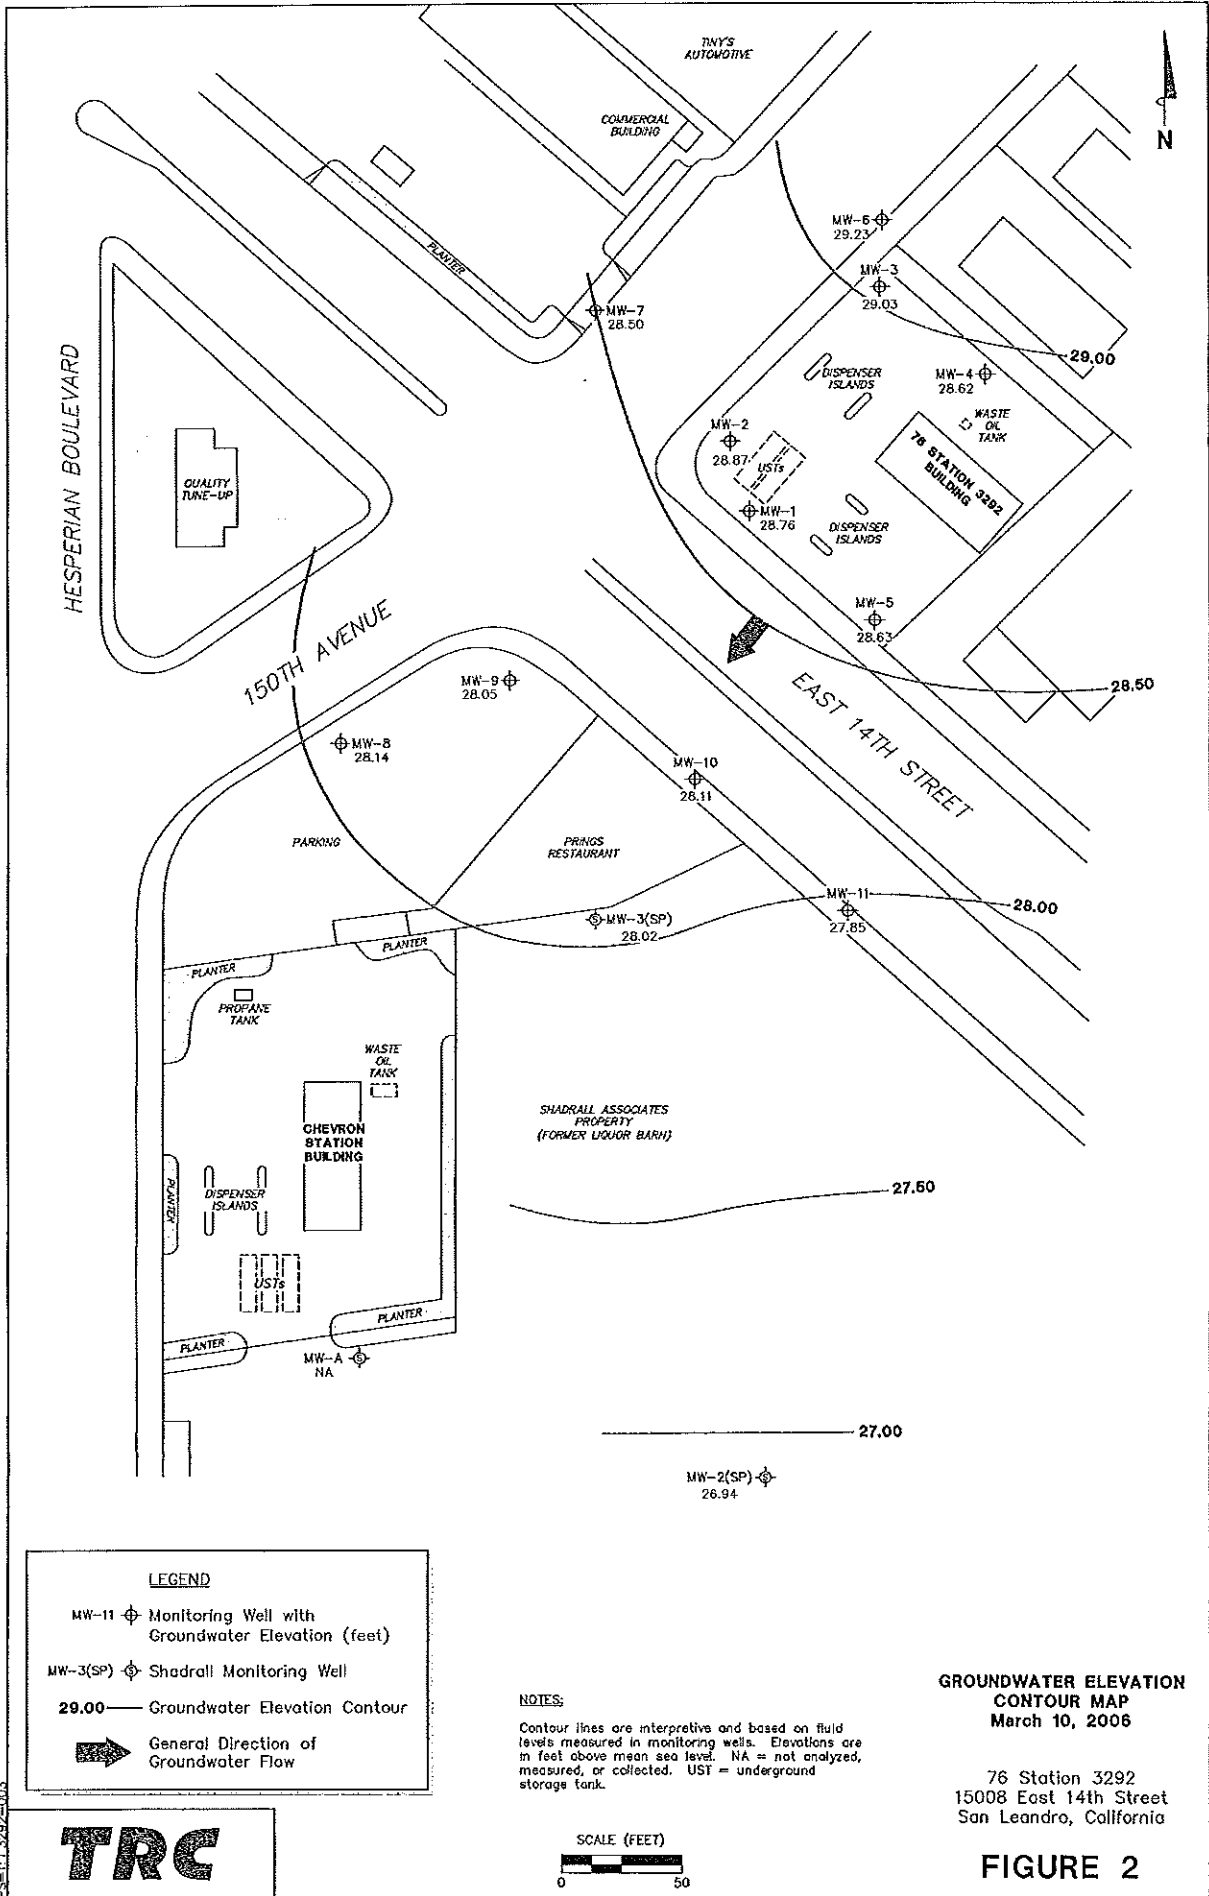 TINY'S
AUTOMOTIVE
COMMERCIAL
BUILDING
N
MW-6
29.23
PLANTER
MW-3
29.03
MW-7
28.50
29.00
HESPERIAN BOULEVARD
DISPENSER
ISLANDS
MW-4
28.62
WASTE
OIL
TANK
MW-2
28.87
USTs
76 STATION 3292
BUILDING
QUALITY
TUNE-UP
MW-1
28.76
DISPENSER
ISLANDS
MW-5
28.63
150TH AVENUE
MW-9
28.05
EAST 14TH STREET
28.50
MW-8
28.14
MW-10
28.11
PARKING
PRINGS
RESTAURANT
MW-11
27.85
28.00
MW-3(SP)
28.02
PLANTER
PLANTER
PROPANE
TANK
WASTE
OIL
TANK
CHEVRON
STATION
BUILDING
SHADRALL ASSOCIATES
PROPERTY
(FORMER LIQUOR BARN)
PLANTER
DISPENSER
ISLANDS
27.50
USTs
PLANTER
PLANTER
MW-A
NA
27.00
MW-2(SP)
26.94
LEGEND
MW-11 Monitoring Well with
Groundwater Elevation (feet)
MW-3(SP) Shadrall Monitoring Well
29.00 Groundwater Elevation Contour
General Direction of
Groundwater Flow
NOTES:
Contour lines are interpretive and based on fluid
levels measured in monitoring wells. Elevations are
in feet above mean sea level. NA = not analyzed,
measured, or collected. UST = underground
storage tank.
GROUNDWATER ELEVATION
CONTOUR MAP
March 10, 2006
76 Station 3292
15008 East 14th Street
San Leandro, California
SCALE (FEET)
0 50
FIGURE 2
TRC